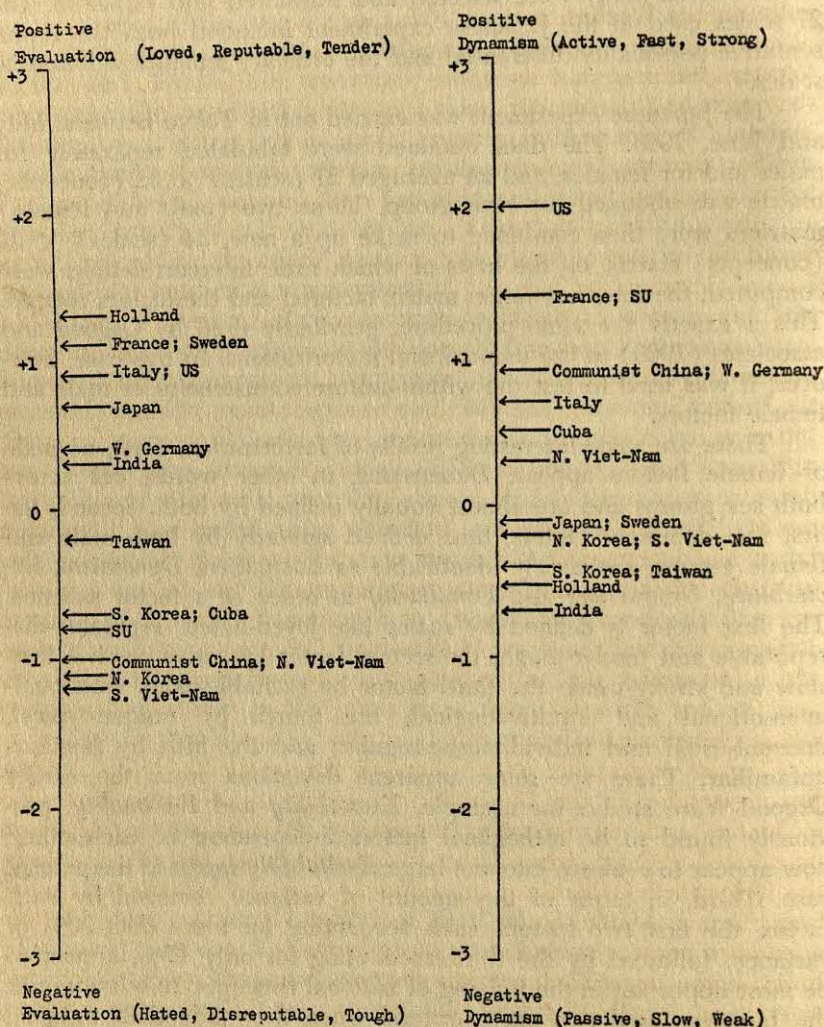 Positive
Evaluation (Loved, Reputable, Tender)
+3
+2
Holland
France; Sweden
+1
Italy; US
Japan
W. Germany
India
0
Taiwan
S. Korea; Cuba
SU
-1
Communist China; N. Viet-Nam
N. Korea
S. Viet-Nam
-2
-3
Negative
Evaluation (Hated, Disreputable, Tough)
Positive
Dynamism (Active, Fast, Strong)
+3
+2
US
France; SU
+1
Communist China; W. Germany
Italy
Cuba
N. Viet-Nam
0
Japan; Sweden
N. Korea; S. Viet-Nam
S. Korea; Taiwan
Holland
India
-1
-2
-3
Negative
Dynamism (Passive, Slow, Weak)